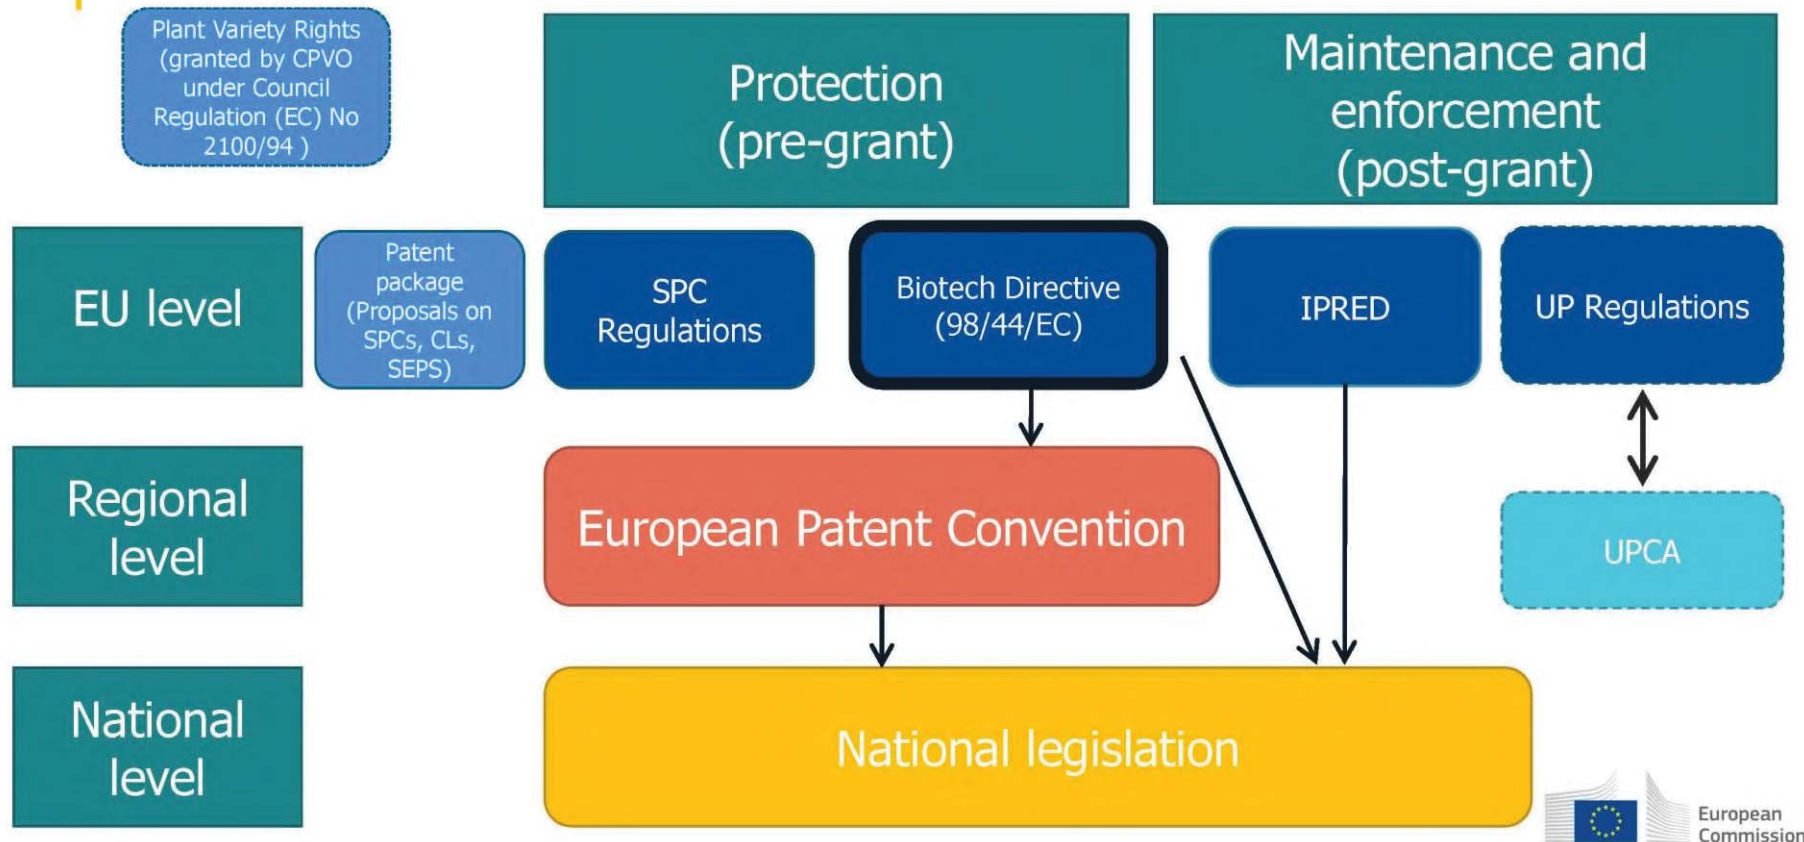 Plant Variety Rights
(granted by CPVO
under Council
Regulation (EC) No
2100/94 )
Protection
(pre-grant)
Maintenance and
enforcement
(post-grant)
EU level
Patent
package
(Proposals on
SPCs, CLs,
SEPS)
SPC
Regulations
Biotech Directive
(98/44/EC)
IPRED
UP Regulations
Regional
level
European Patent Convention
UPCA
National
level
National legislation
European
Commission